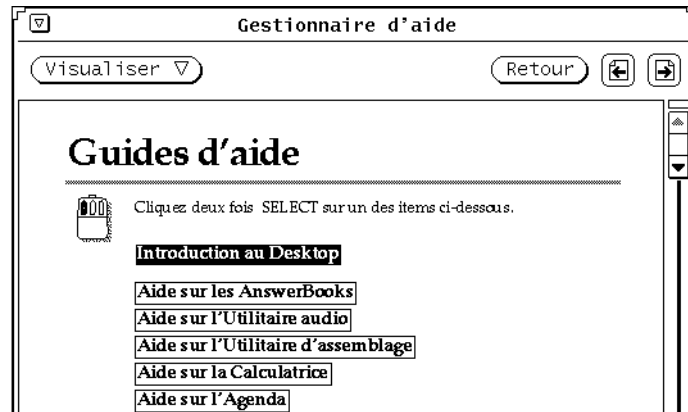 Gestionnaire d'aide
Visualiser
Retour
Guides d'aide
Cliquez deux fois SELECT sur un des items ci-dessous.
Introduction au Desktop
Aide sur les AnswerBooks
Aide sur l'Utilitaire audio
Aide sur l'Utilitaire d'assemblage
Aide sur la Calculatrice
Aide sur l'Agenda